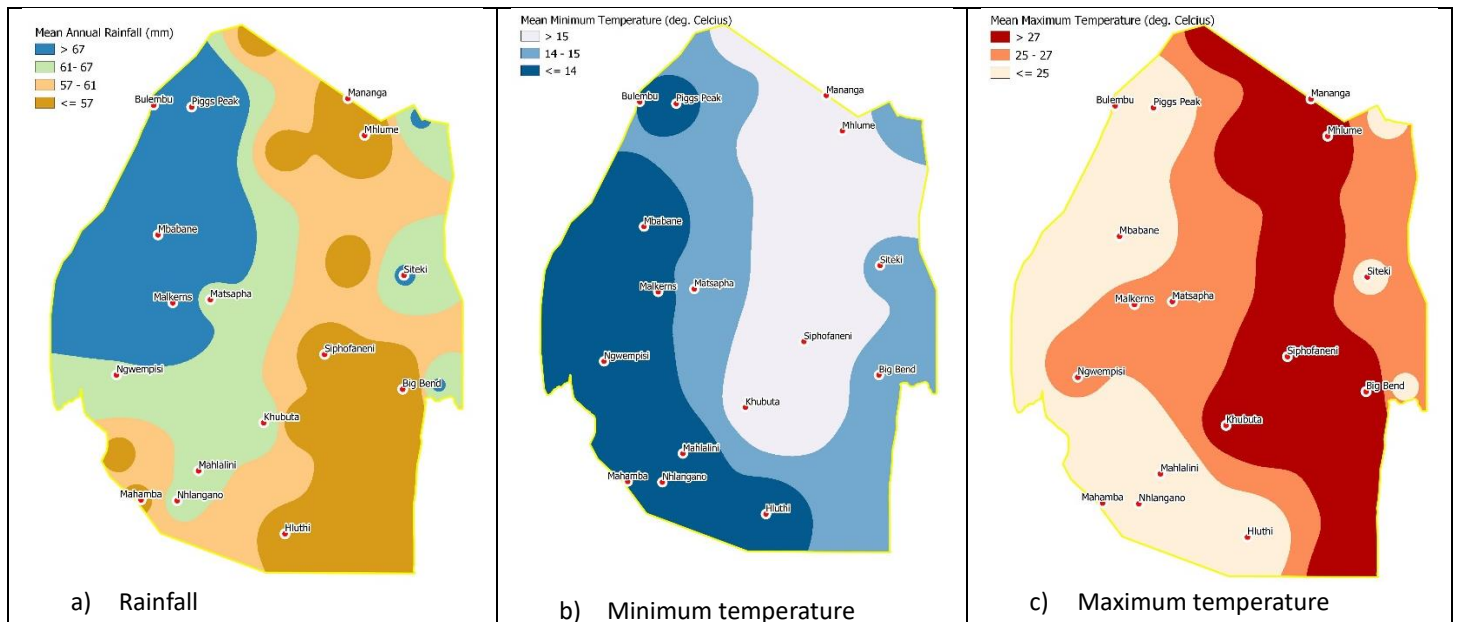 Mean Annual Rainfall (mm)
> 67
61- 67
57 - 61
<= 57
Bulembu
Piggs Peak
Mananga
Mhlume
Mbabane
Siteki
Malkerns
Matsapha
Siphofaneni
Ngwempisi
Big Bend
Khubuta
Mahlalini
Mahamba
Nhlangano
Hluthi
a) Rainfall
Mean Minimum Temperature (deg. Celcius)
> 15
14 - 15
<= 14
Bulembu
Piggs Peak
Mananga
Mhlume
Mbabane
Siteki
Malkerns
Matsapha
Siphofaneni
Ngwempisi
Big Bend
Khubuta
Mahlalini
Mahamba
Nhlangano
Hluthi
b) Minimum temperature
Mean Maximum Temperature (deg. Celcius)
> 27
25 - 27
<= 25
Bulembu
Piggs Peak
Mananga
Mhlume
Mbabane
Siteki
Malkerns
Matsapha
Siphofaneni
Ngwempisi
Big Bend
Khubuta
Mahlalini
Mahamba
Nhlangano
Hluthi
c) Maximum temperature